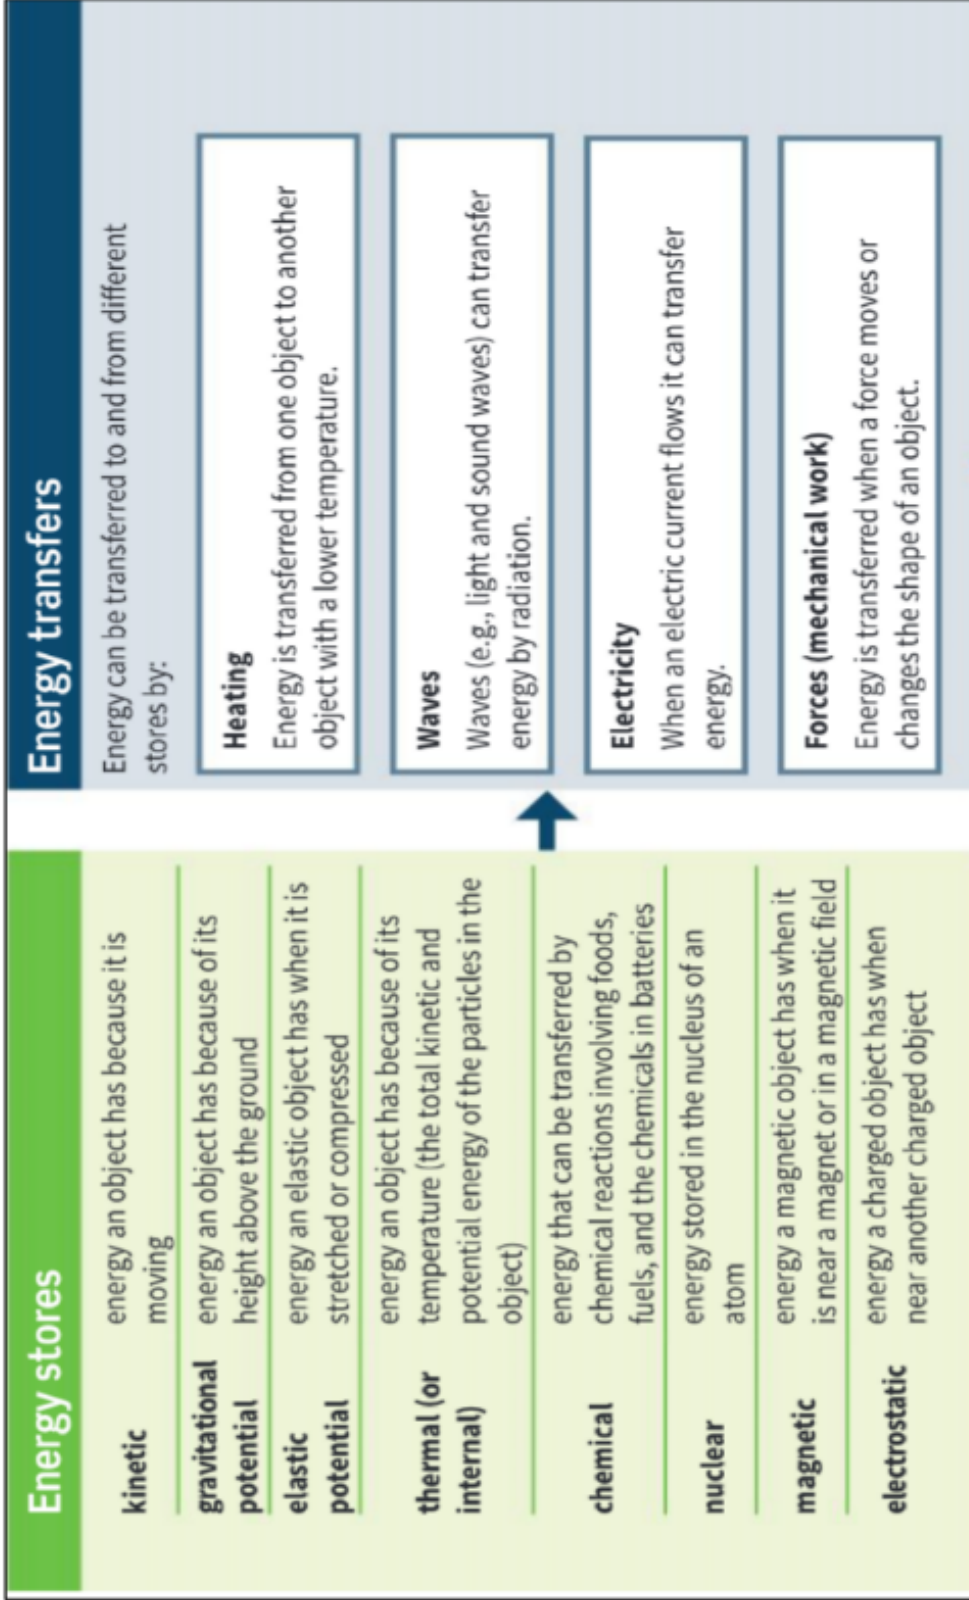 Energy stores
kinetic
energy an object has because it is
moving
gravitational
potential
energy an object has because of its
height above the ground
elastic
potential
energy an elastic object has when it is
stretched or compressed
thermal (or
internal)
energy an object has because of its
temperature (the total kinetic and
potential energy of the particles in the
object)
chemical
energy that can be transferred by
chemical reactions involving foods,
fuels, and the chemicals in batteries
nuclear
energy stored in the nucleus of an
atom
magnetic
energy a magnetic object has when it
is near a magnet or in a magnetic field
electrostatic
energy a charged object has when
near another charged object
Energy transfers
Energy can be transferred to and from different
stores by:
Heating
Energy is transferred from one object to another
object with a lower temperature.
Waves
Waves (e.g., light and sound waves) can transfer
energy by radiation.
Electricity
When an electric current flows it can transfer
energy.
Forces (mechanical work)
Energy is transferred when a force moves or
changes the shape of an object.